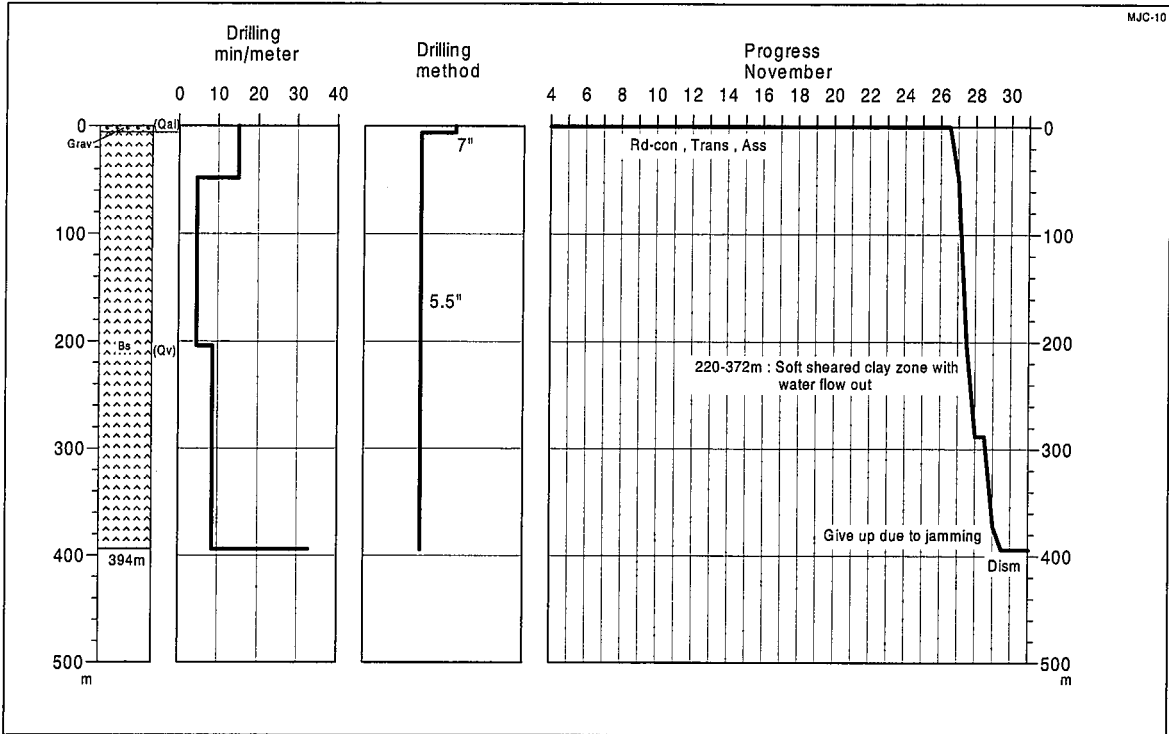 MJC-10
Drilling
min/meter
0 10 20 30 40
Drilling
method
Progress
November
4 6 8 10 12 14 16 18 20 22 24 26 28 30
0
100
200
300
400
500
m
(Qal)
Grav
Bs
(Qv)
394m
7"
5.5"
Rd-con , Trans , Ass
220-372m : Soft sheared clay zone with
water flow out
Give up due to jamming
Dism
0
100
200
300
400
500
m